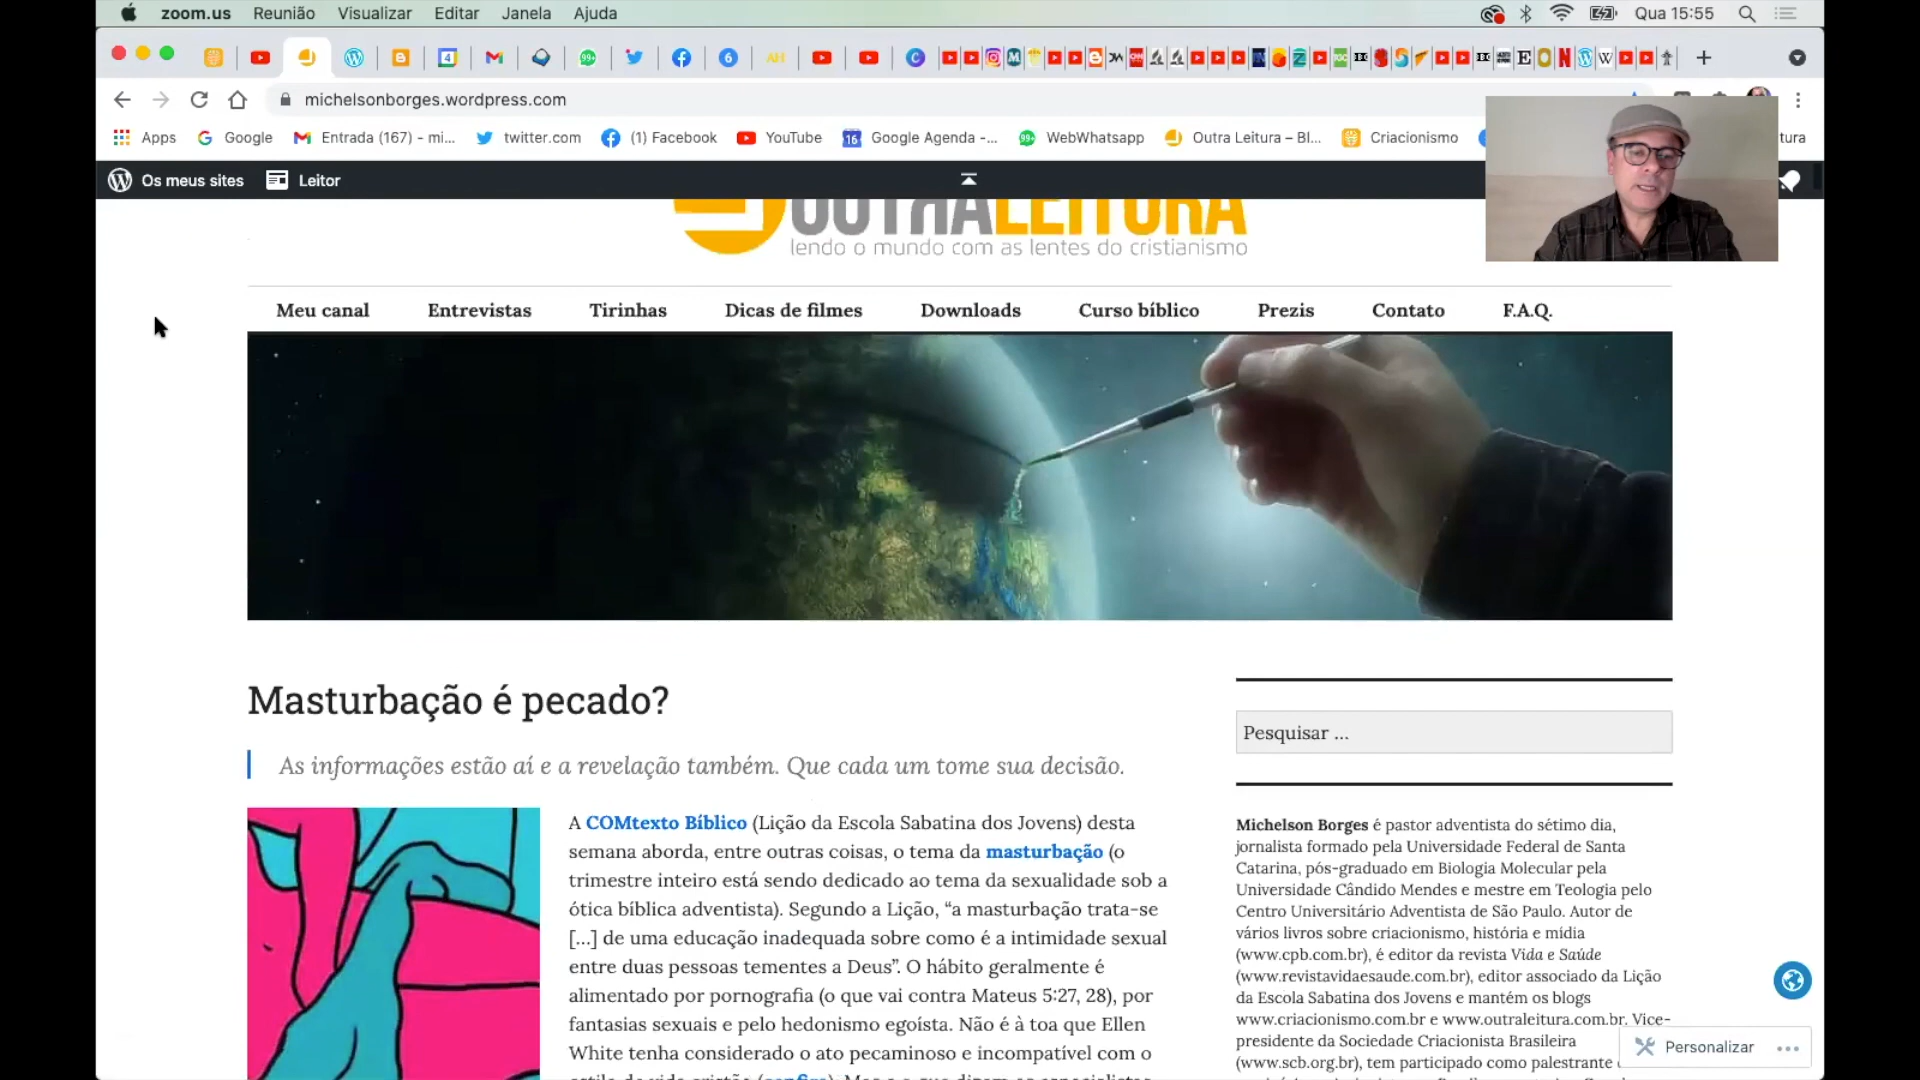 zoom.us Reunião Visualizar Editar Janela Ajuda Qua 15:55
michelsonborges.wordpress.com
Apps Google Entrada (167) - mi... twitter.com (1) Facebook YouTube Google Agenda -... WebWhatsapp Outra Leitura – Bl... Criacionismo tura
Os meus sites Leitor
OUTRALEITURA
lendo o mundo com as lentes do cristianismo
Meu canal Entrevistas Tirinhas Dicas de filmes Downloads Curso bíblico Prezis Contato F.A.Q.
Masturbação é pecado?
As informações estão aí e a revelação também. Que cada um tome sua decisão.
A COMtexto Bíblico (Lição da Escola Sabatina dos Jovens) desta
semana aborda, entre outras coisas, o tema da masturbação (o
trimestre inteiro está sendo dedicado ao tema da sexualidade sob a
ótica bíblica adventista). Segundo a Lição, “a masturbação trata-se
[...] de uma educação inadequada sobre como é a intimidade sexual
entre duas pessoas tementes a Deus”. O hábito geralmente é
alimentado por pornografia (o que vai contra Mateus 5:27, 28), por
fantasias sexuais e pelo hedonismo egoísta. Não é à toa que Ellen
White tenha considerado o ato pecaminoso e incompatível com o
Pesquisar ...
Michelson Borges é pastor adventista do sétimo dia,
jornalista formado pela Universidade Federal de Santa
Catarina, pós-graduado em Biologia Molecular pela
Universidade Cândido Mendes e mestre em Teologia pelo
Centro Universitário Adventista de São Paulo. Autor de
vários livros sobre criacionismo, história e mídia
(www.cpb.com.br), é editor da revista Vida e Saúde
(www.revistavidaesaude.com.br), editor associado da Lição
da Escola Sabatina dos Jovens e mantém os blogs
www.criacionismo.com.br e www.outraleitura.com.br. Vice-
presidente da Sociedade Criacionista Brasileira
(www.scb.org.br), tem participado como palestrante
Personalizar